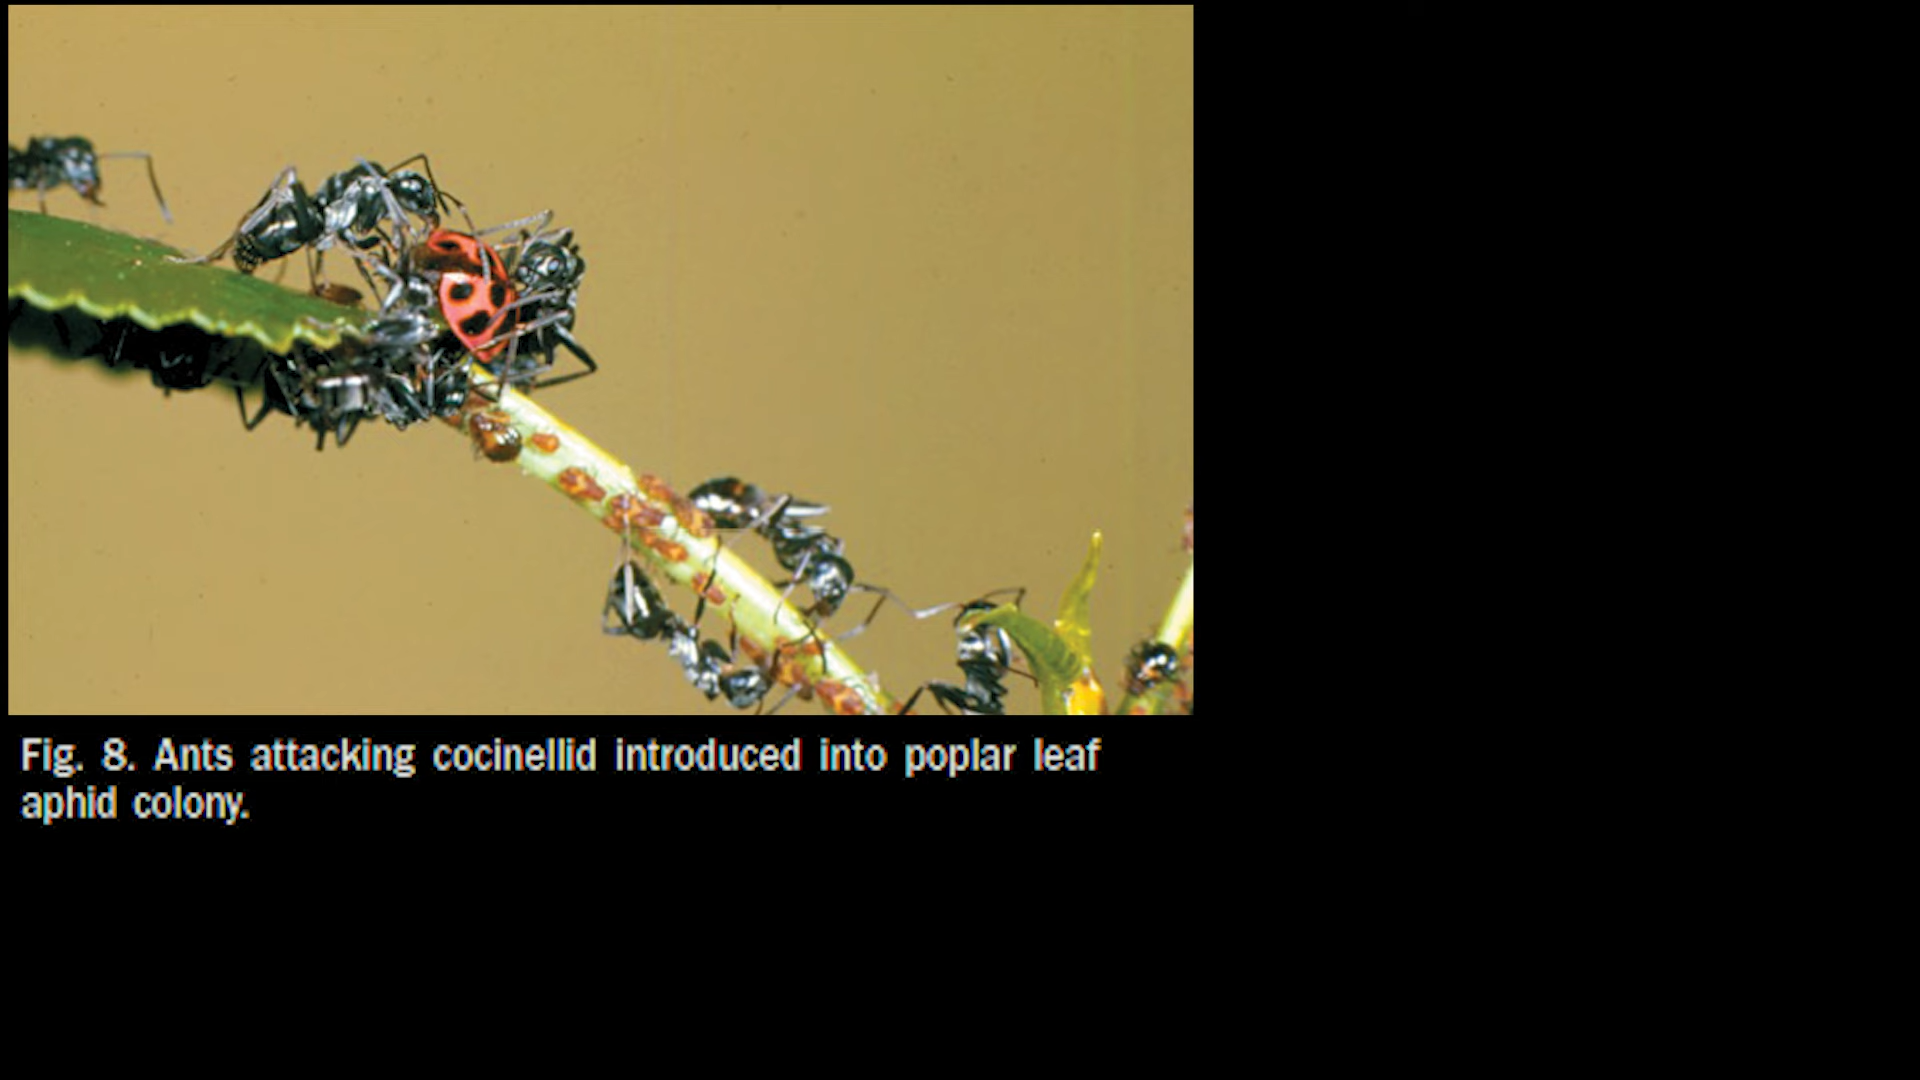 Fig. 8. Ants attacking cocinellid introduced into poplar leaf
aphid colony.